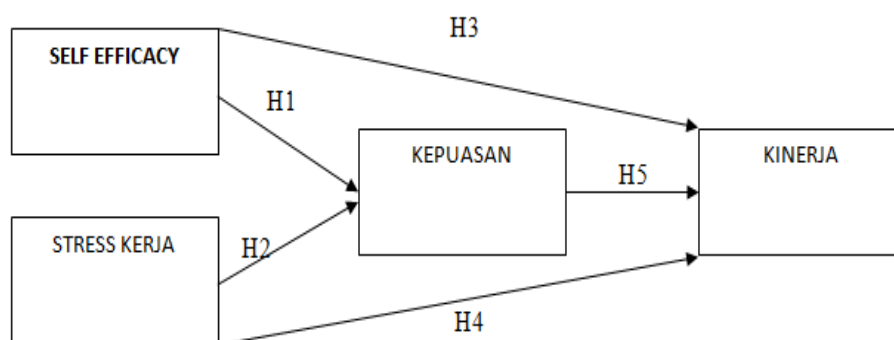 H3
SELF EFFICACY
H1
KEPUASAN
KINERJA
H5
STRESS KERJA
H2
H4